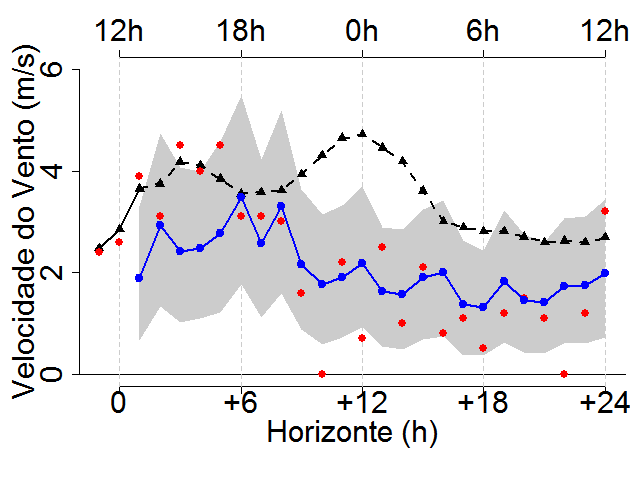 12h 18h 0h 6h 12h
Velocidade do Vento (m/s)
6
4
2
0
0 +6 +12 +18 +24
Horizonte (h)